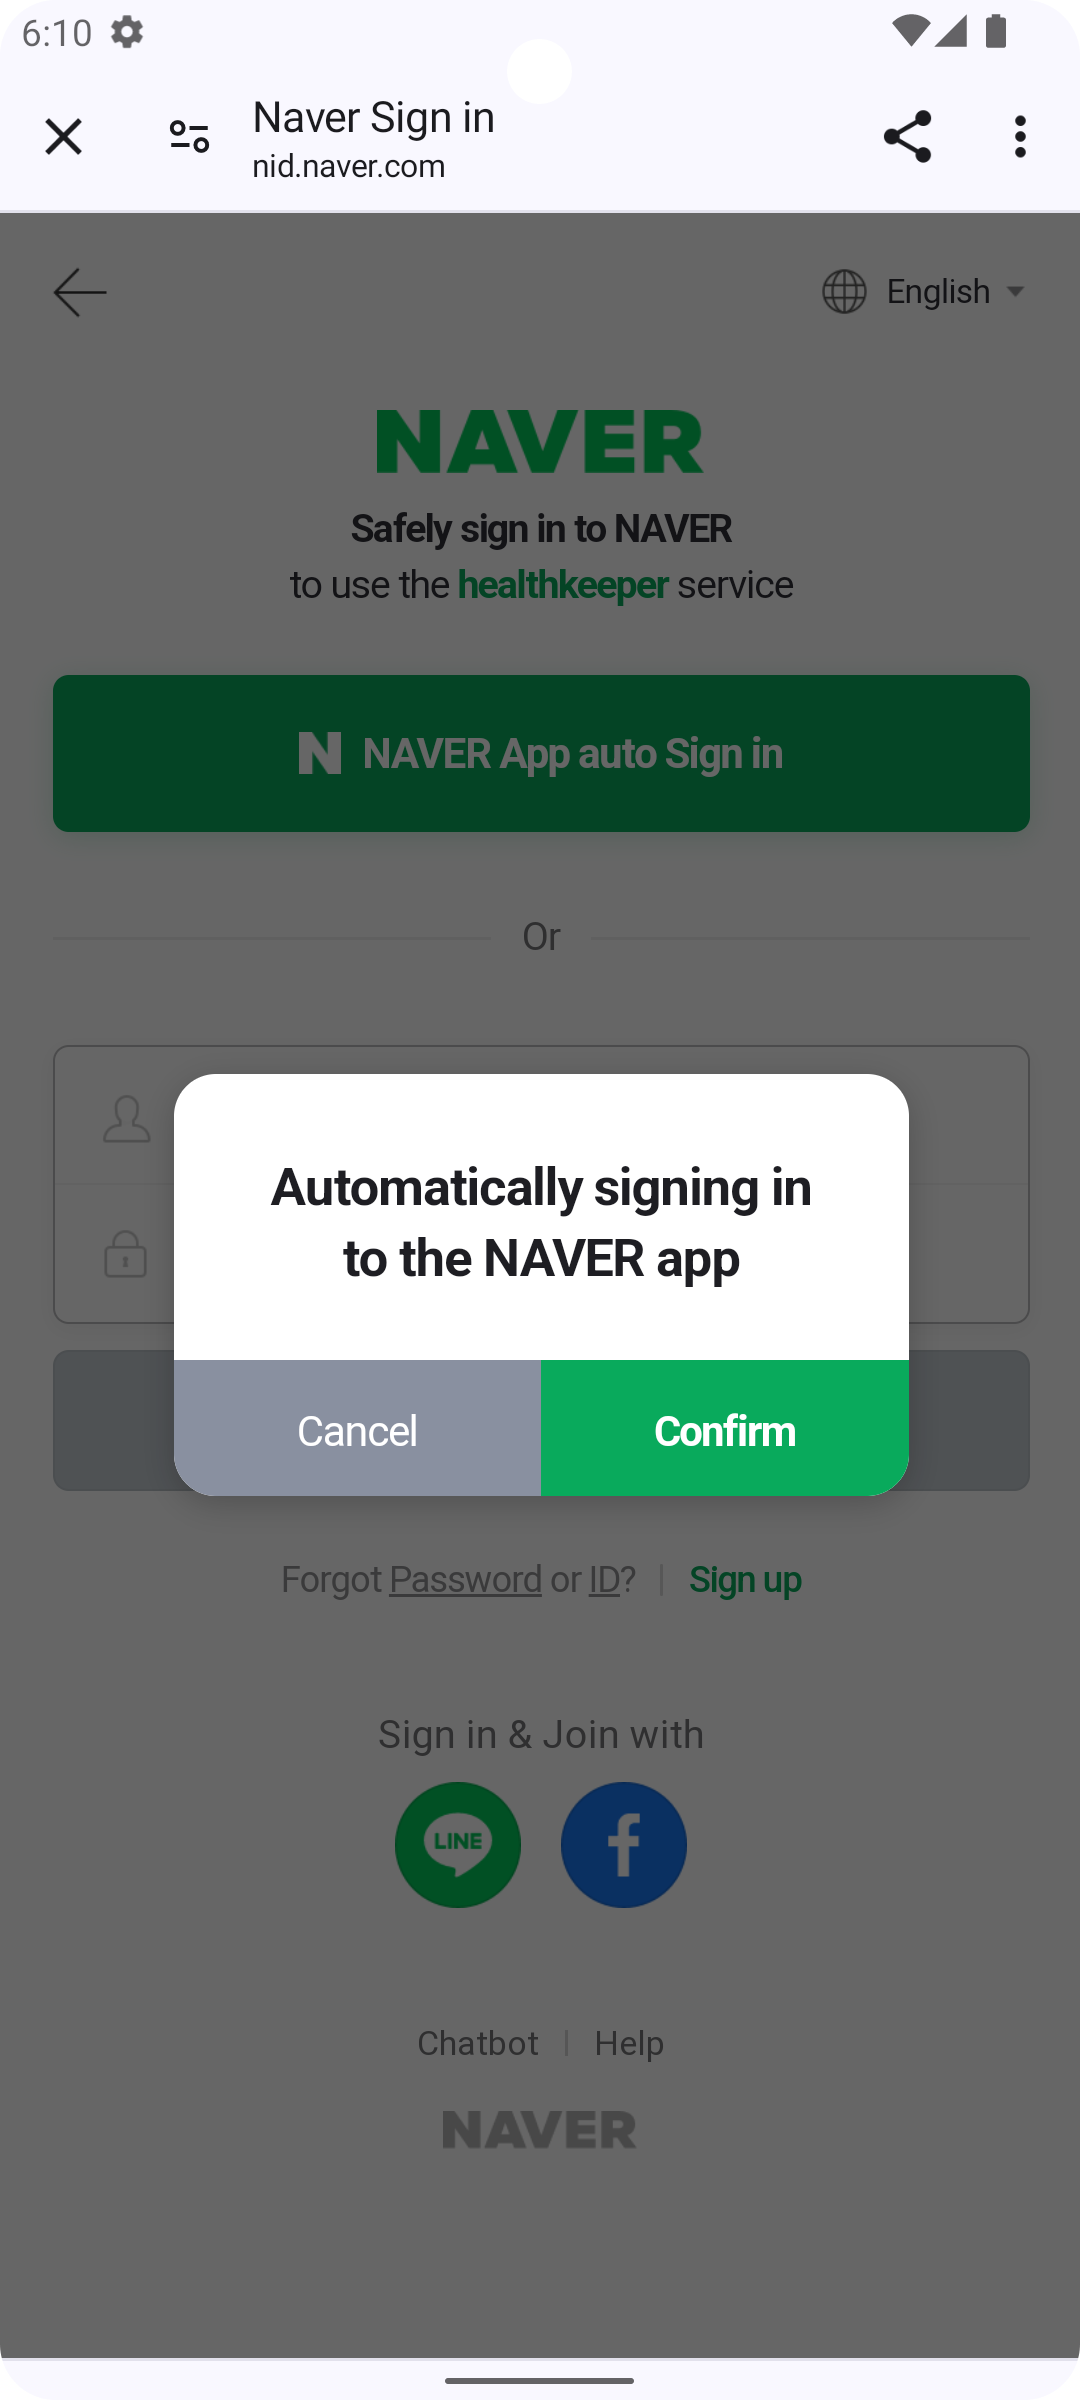 6:10
Naver Sign in
nid.naver.com
English
NAVER
Safely sign in to NAVER
to use the healthkeeper service
N NAVER App auto Sign in
Or
Automatically signing in
to the NAVER app
Cancel
Confirm
Forgot Password or ID? | Sign up
Sign in & Join with
LINE
f
Chatbot | Help
NAVER